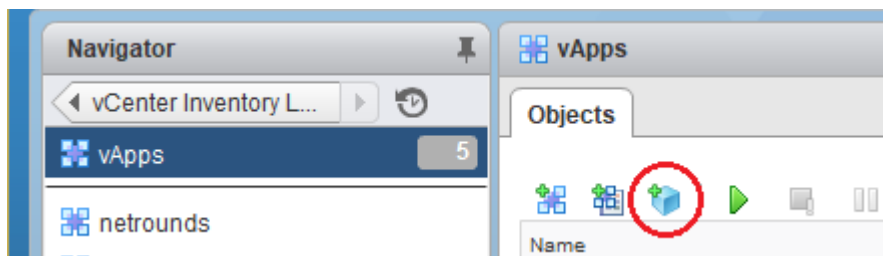 Navigator
vCenter Inventory L...
vApps
5
netrounds
vApps
Objects
Name